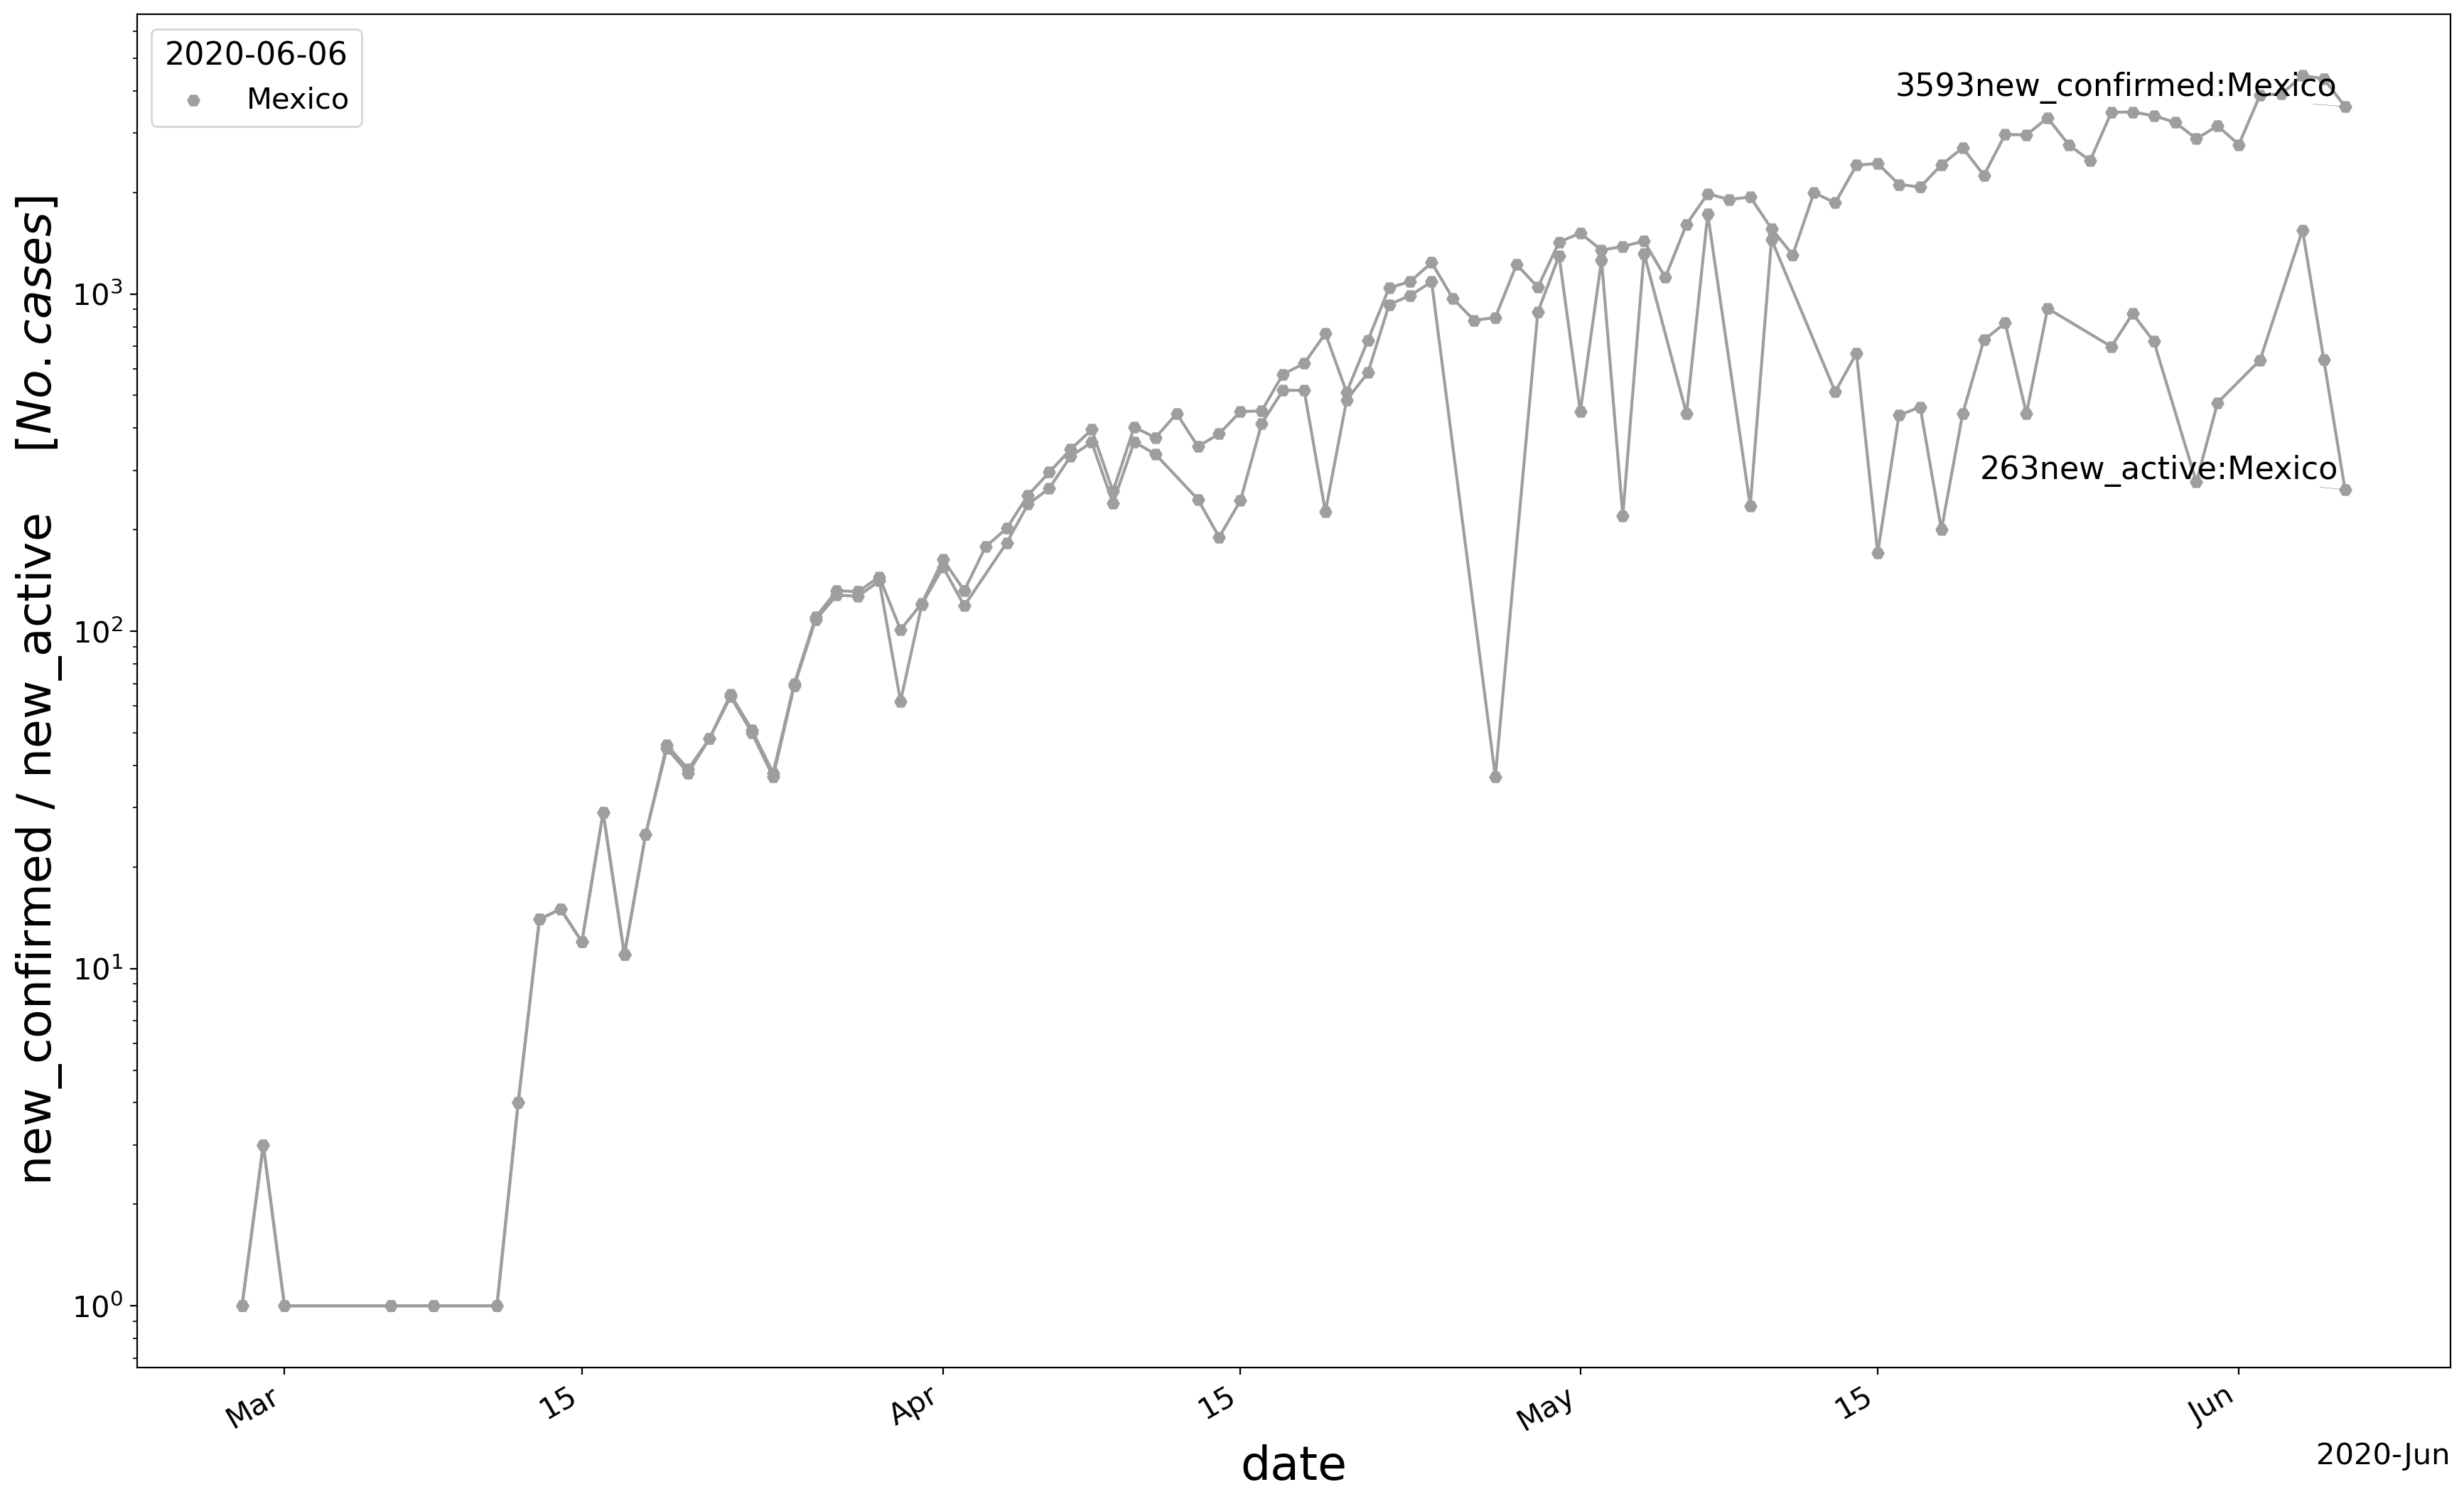 2020-06-06
Mexico
3593new_confirmed:Mexico
263new_active:Mexico
new_confirmed / new_active [No.cases]
10³
10²
10¹
10⁰
Mar
15
Apr
15
May
15
Jun
date
2020-Jun